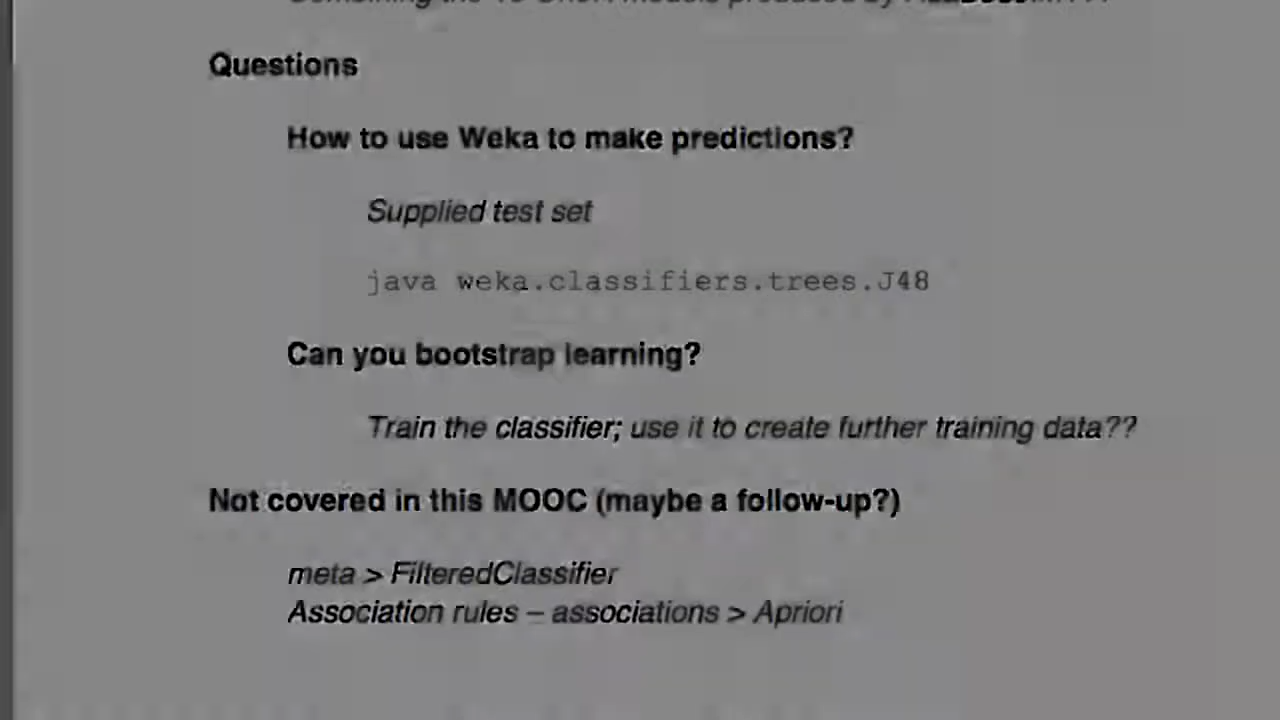 Questions
How to use Weka to make predictions?
Supplied test set
java weka.classifiers.trees.J48
Can you bootstrap learning?
Train the classifier; use it to create further training data??
Not covered in this MOOC (maybe a follow-up?)
meta > FilteredClassifier
Association rules – associations > Apriori